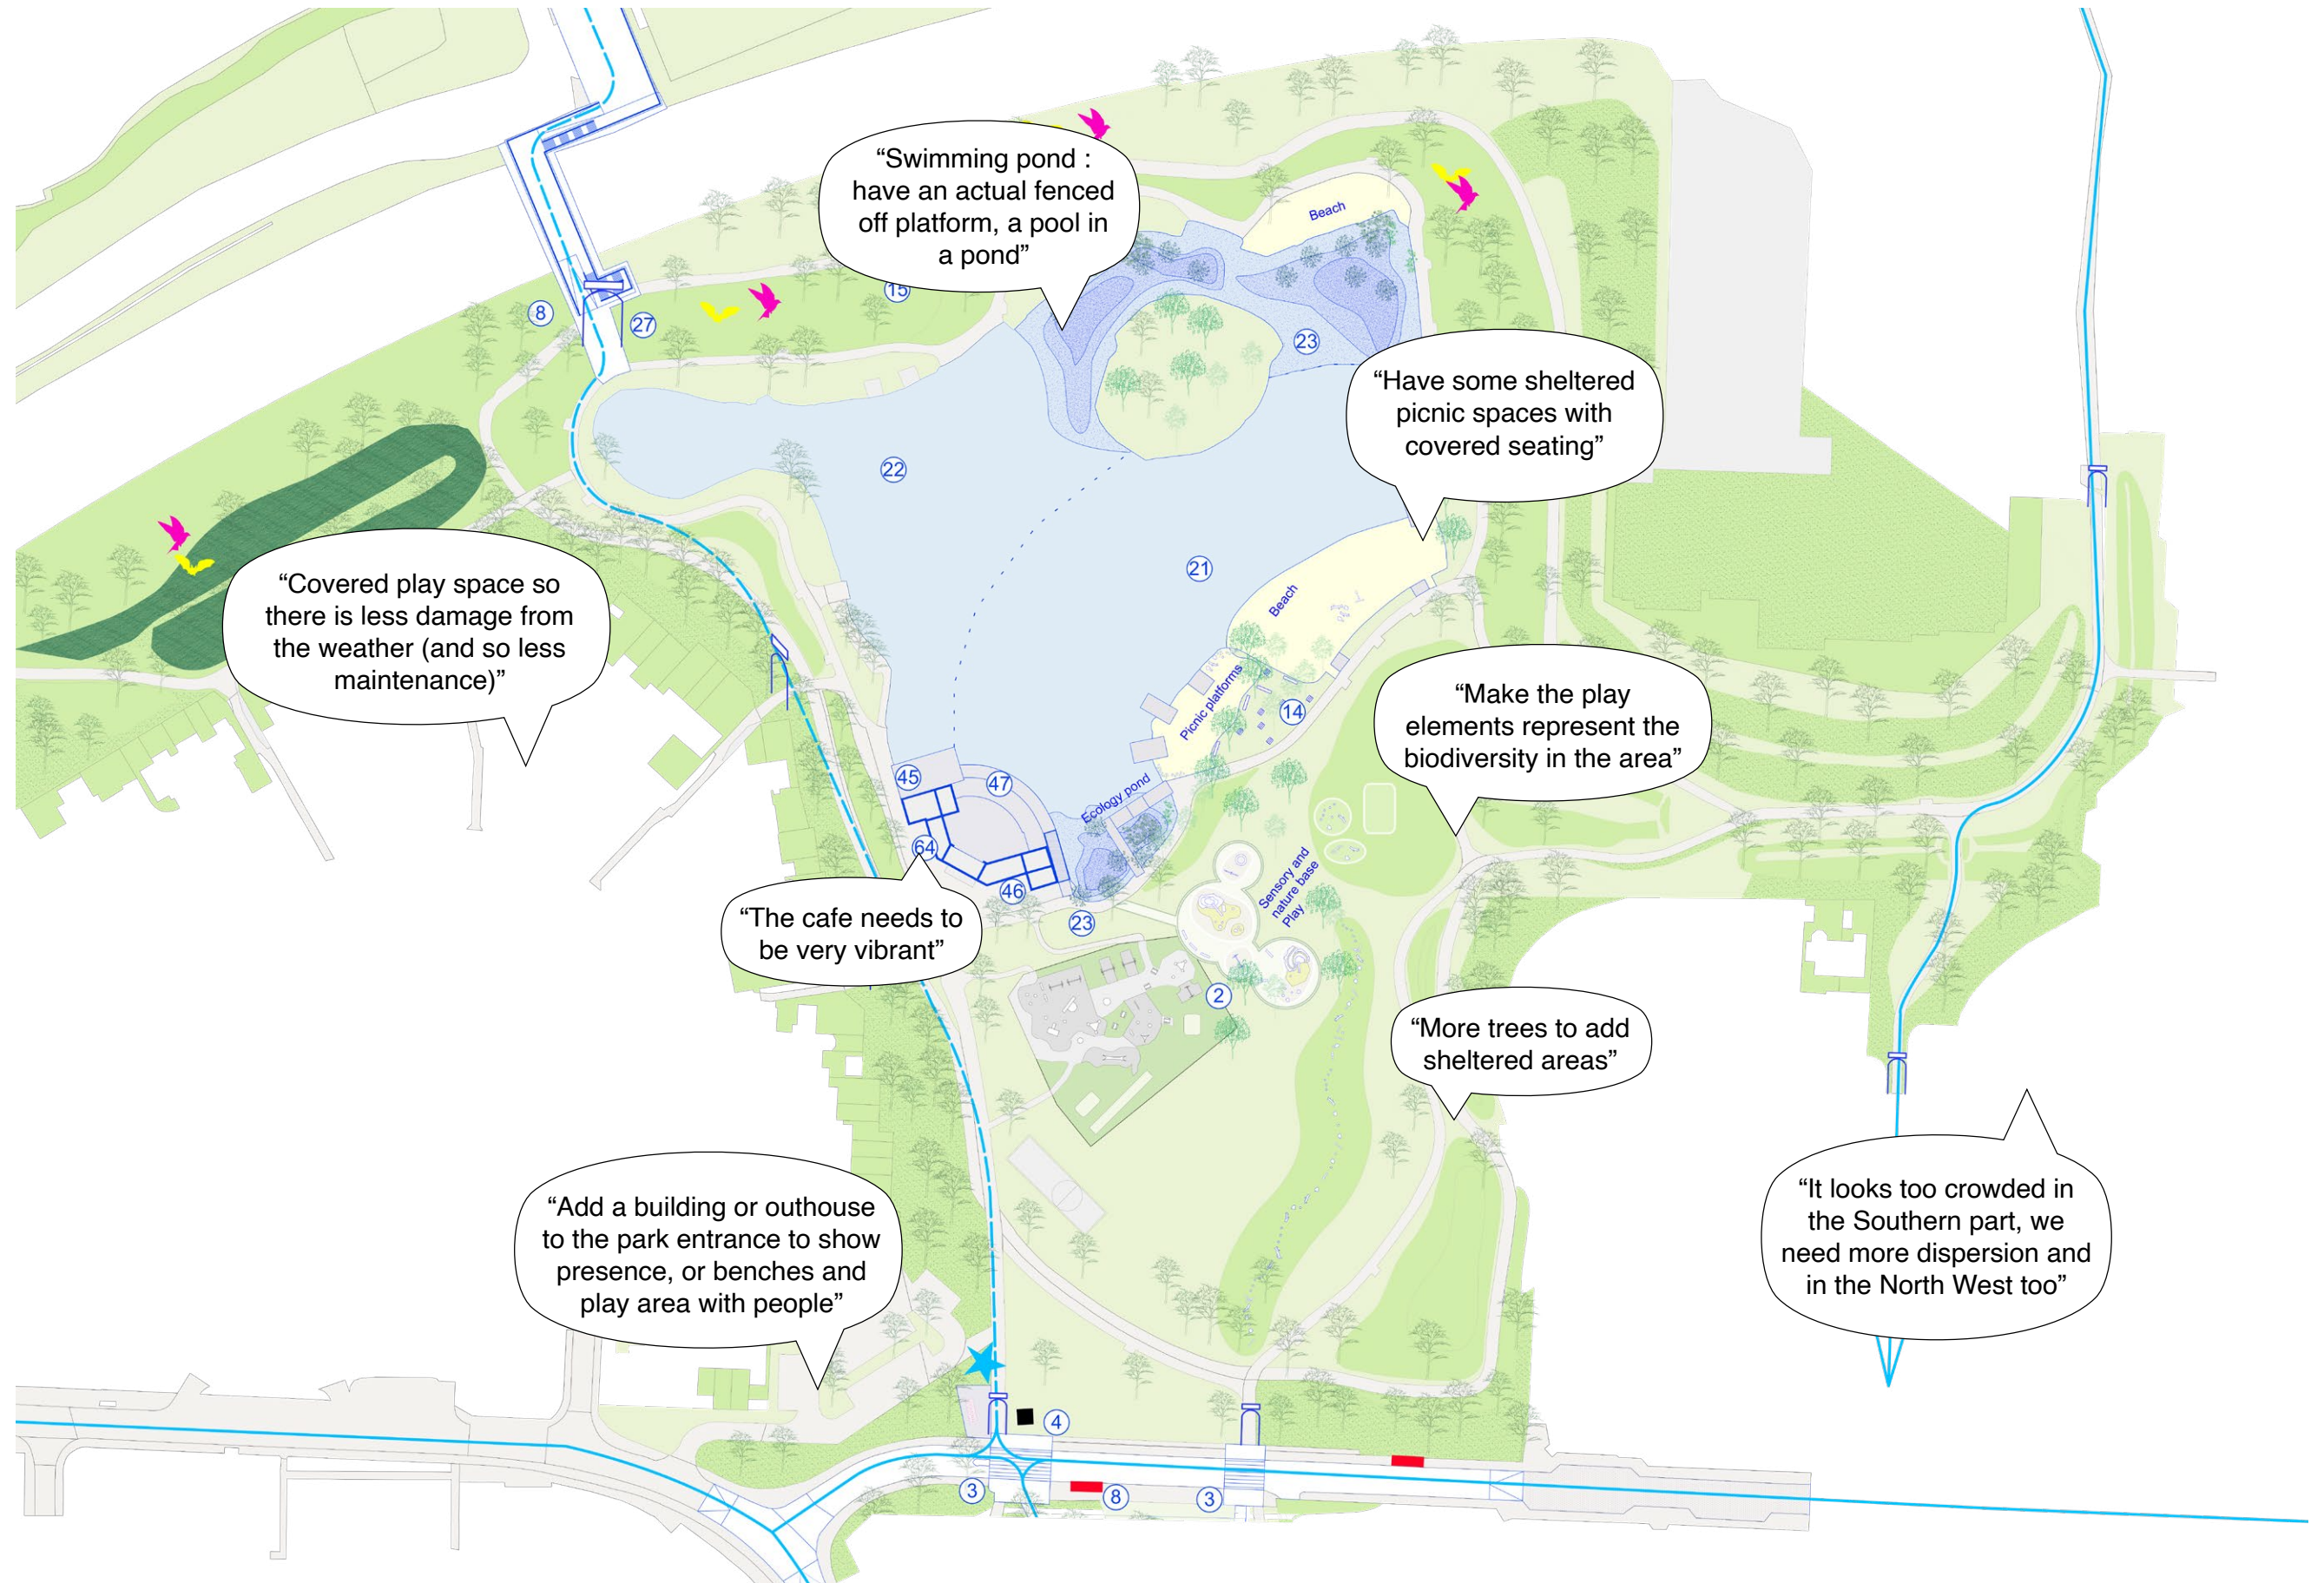 “Swimming pond :
have an actual fenced
off platform, a pool in
a pond”
Beach
15
8
27
23
“Have some sheltered
picnic spaces with
covered seating”
22
“Covered play space so
there is less damage from
the weather (and so less
maintenance)”
21
Beach
Picnic platforms
14
“Make the play
elements represent the
biodiversity in the area”
45
47
Ecology pond
64
46
“The cafe needs to
be very vibrant”
23
Sensory and
nature base
Play
2
“More trees to add
sheltered areas”
“Add a building or outhouse
to the park entrance to show
presence, or benches and
play area with people”
“It looks too crowded in
the Southern part, we
need more dispersion and
in the North West too”
4
3
8
3